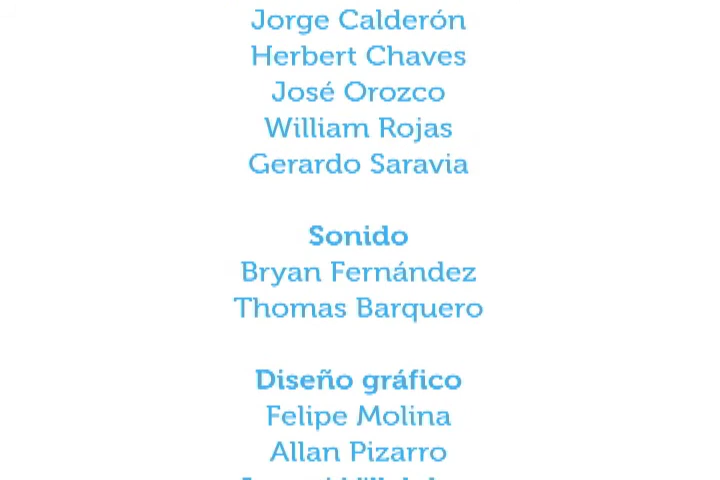 Jorge Calderón
Herbert Chaves
José Orozco
William Rojas
Gerardo Saravia
Sonido
Bryan Fernández
Thomas Barquero
Diseño gráfico
Felipe Molina
Allan Pizarro